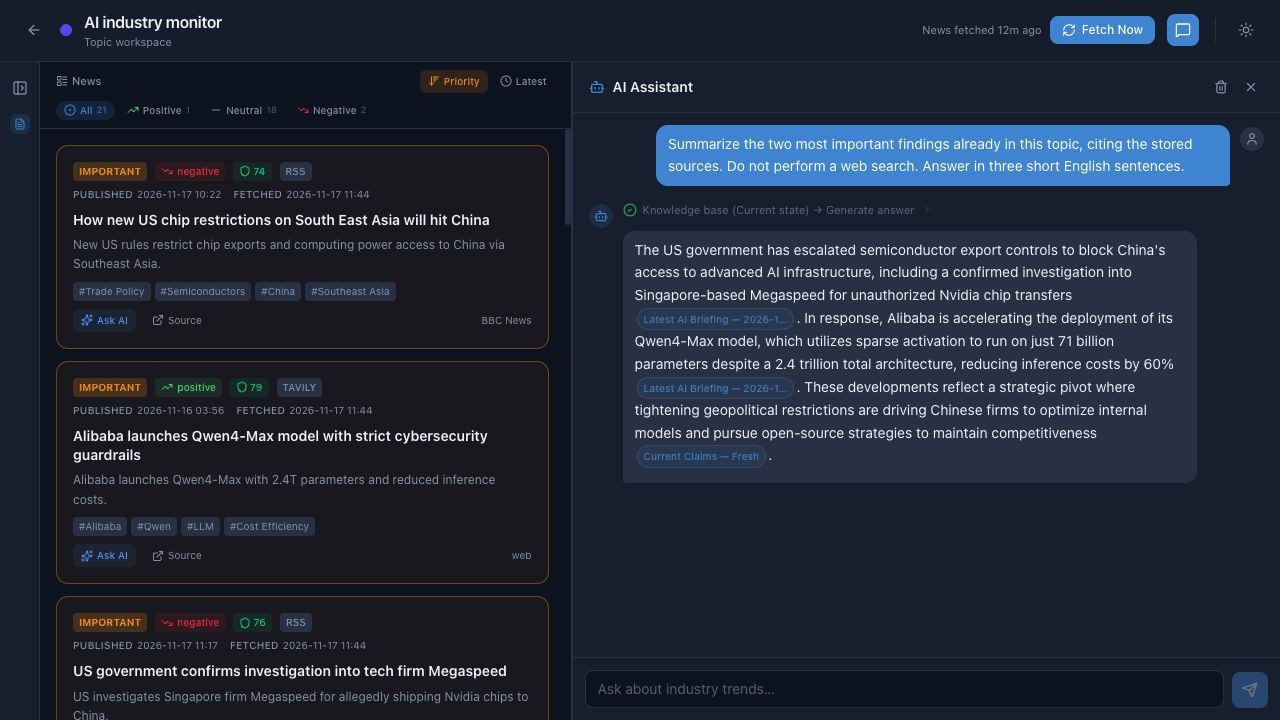 AI industry monitor
Topic workspace
News fetched 12m ago
Fetch Now
News
Priority
Latest
All 21
Positive 1
Neutral 18
Negative 2
IMPORTANT negative 74 RSS
PUBLISHED 2026-11-17 10:22 FETCHED 2026-11-17 11:44
How new US chip restrictions on South East Asia will hit China
New US rules restrict chip exports and computing power access to China via
Southeast Asia.
#Trade Policy #Semiconductors #China #Southeast Asia
Ask AI Source BBC News
IMPORTANT positive 79 TAVILY
PUBLISHED 2026-11-16 03:56 FETCHED 2026-11-17 11:44
Alibaba launches Qwen4-Max model with strict cybersecurity
guardrails
Alibaba launches Qwen4-Max with 2.4T parameters and reduced inference
costs.
#Alibaba #Qwen #LLM #Cost Efficiency
Ask AI Source web
IMPORTANT negative 76 RSS
PUBLISHED 2026-11-17 11:17 FETCHED 2026-11-17 11:44
US government confirms investigation into tech firm Megaspeed
US investigates Singapore firm Megaspeed for allegedly shipping Nvidia chips to
China.
AI Assistant
Summarize the two most important findings already in this topic, citing the stored
sources. Do not perform a web search. Answer in three short English sentences.
Knowledge base (Current state) → Generate answer
The US government has escalated semiconductor export controls to block China's
access to advanced AI infrastructure, including a confirmed investigation into
Singapore-based Megaspeed for unauthorized Nvidia chip transfers
Latest AI Briefing — 2026-1... . In response, Alibaba is accelerating the deployment of its
Qwen4-Max model, which utilizes sparse activation to run on just 71 billion
parameters despite a 2.4 trillion total architecture, reducing inference costs by 60%
Latest AI Briefing — 2026-1... . These developments reflect a strategic pivot where
tightening geopolitical restrictions are driving Chinese firms to optimize internal
models and pursue open-source strategies to maintain competitiveness
Current Claims — Fresh .
Ask about industry trends...